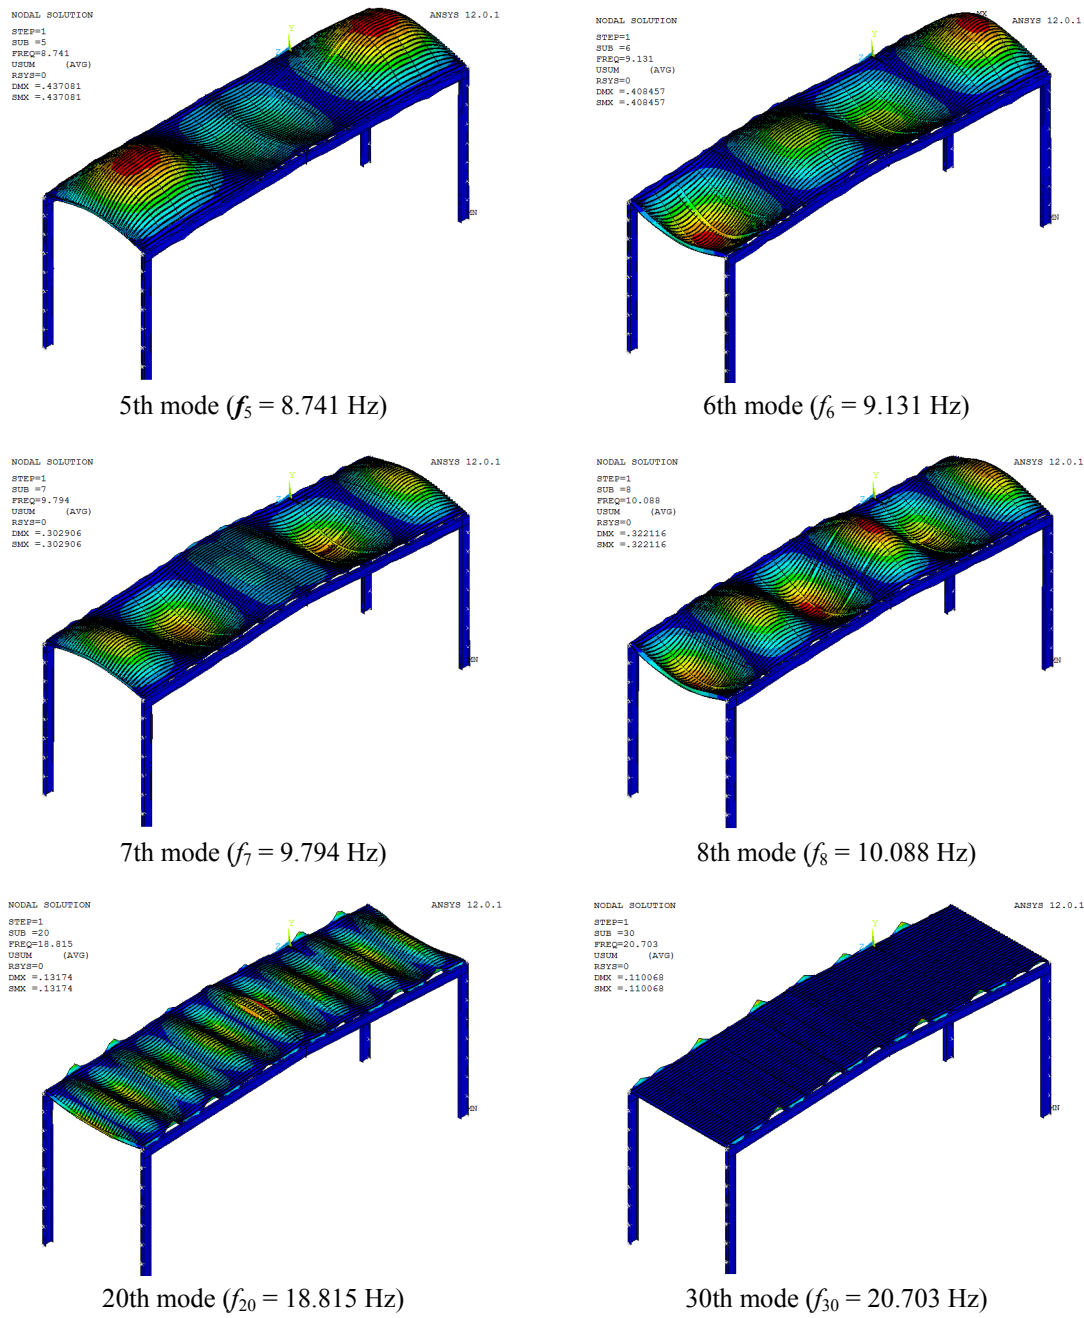 NODAL SOLUTION
ANSYS 12.0.1
STEP=1
SUB =5
FREQ=8.741
USUM (AVG)
RSYS=0
DMX =.437081
SMX =.437081
Y
Z
MN
5th mode (f5 = 8.741 Hz)
NODAL SOLUTION
ANSYS 12.0.1
STEP=1
SUB =6
FREQ=9.131
USUM (AVG)
RSYS=0
DMX =.408457
SMX =.408457
MX
Y
Z
MN
6th mode (f6 = 9.131 Hz)
NODAL SOLUTION
ANSYS 12.0.1
STEP=1
SUB =7
FREQ=9.794
USUM (AVG)
RSYS=0
DMX =.302906
SMX =.302906
Y
Z
MN
7th mode (f7 = 9.794 Hz)
NODAL SOLUTION
ANSYS 12.0.1
STEP=1
SUB =8
FREQ=10.088
USUM (AVG)
RSYS=0
DMX =.322116
SMX =.322116
Y
Z
MN
8th mode (f8 = 10.088 Hz)
NODAL SOLUTION
ANSYS 12.0.1
STEP=1
SUB =20
FREQ=18.815
USUM (AVG)
RSYS=0
DMX =.13174
SMX =.13174
Y
Z
MN
20th mode (f20 = 18.815 Hz)
NODAL SOLUTION
ANSYS 12.0.1
STEP=1
SUB =30
FREQ=20.703
USUM (AVG)
RSYS=0
DMX =.110068
SMX =.110068
Y
Z
MN
30th mode (f30 = 20.703 Hz)